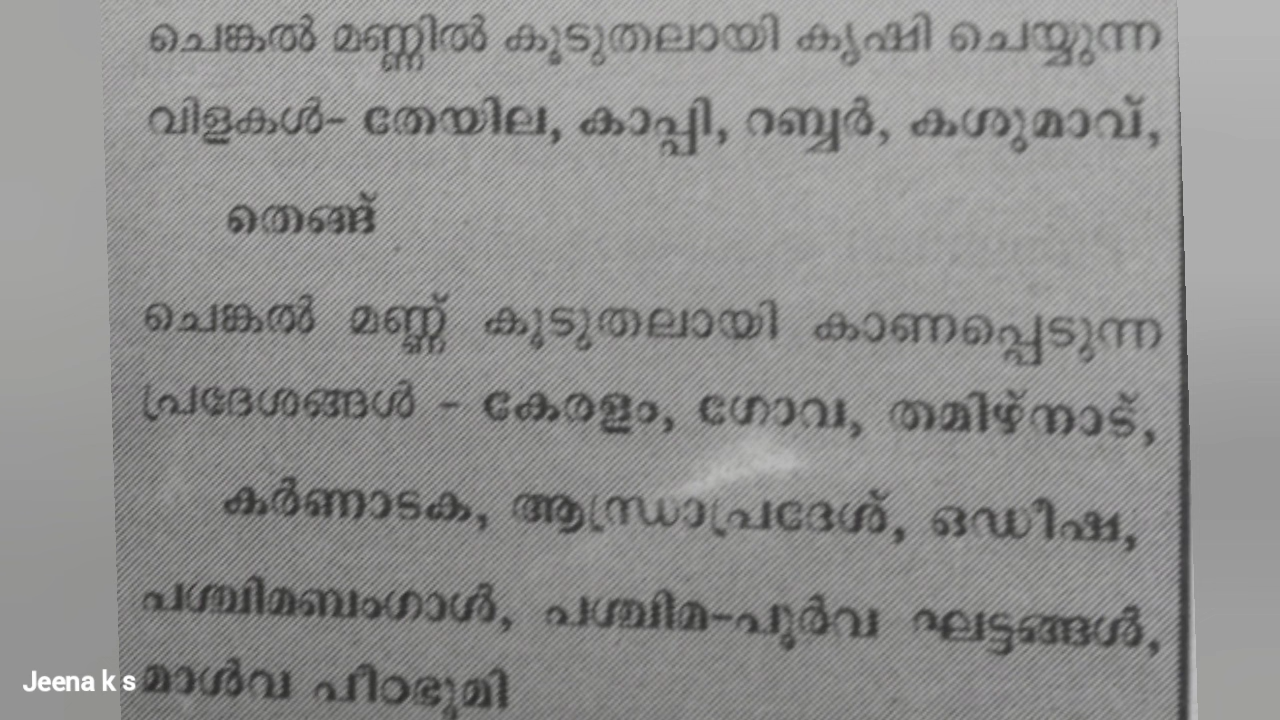 ചെങ്കൽ മണ്ണിൽ കൂടുതലായി കൃഷി ചെയ്യുന്ന
വിളകൾ- തേയില, കാപ്പി, റബ്ബർ, കശുമാവ്,
തെങ്ങ്
ചെങ്കൽ മണ്ണ് കൂടുതലായി കാണപ്പെടുന്ന
പ്രദേശങ്ങൾ - കേരളം, ഗോവ, തമിഴ്നാട്,
കർണാടക, ആന്ധ്രാപ്രദേശ്, ഒഡീഷ,
പശ്ചിമബംഗാൾ, പശ്ചിമ-പൂർവ ഘട്ടങ്ങൾ,
മാൾവ പീഠഭൂമി
Jeena k s